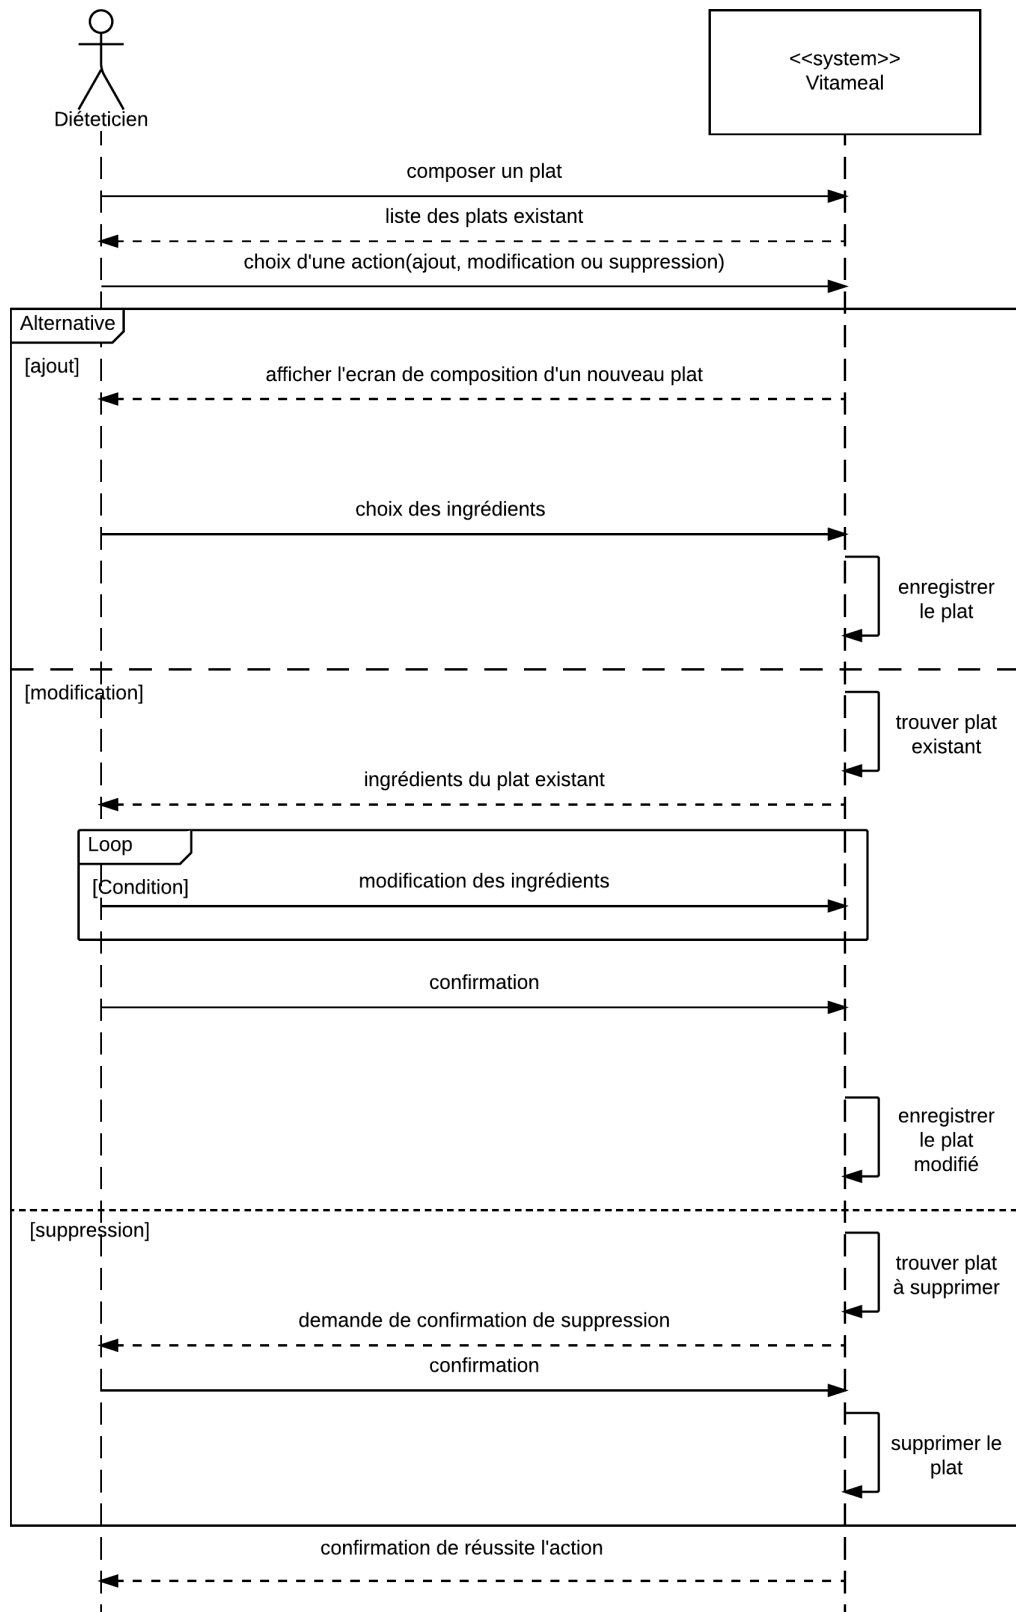 <<system>>
Vitameal
Diéteticien
composer un plat
liste des plats existant
choix d'une action(ajout, modification ou suppression)
Alternative
[ajout]
afficher l'ecran de composition d'un nouveau plat
choix des ingrédients
enregistrer
le plat
[modification]
trouver plat
existant
ingrédients du plat existant
Loop
[Condition]
modification des ingrédients
confirmation
enregistrer
le plat
modifié
[suppression]
trouver plat
à supprimer
demande de confirmation de suppression
confirmation
supprimer le
plat
confirmation de réussite l'action